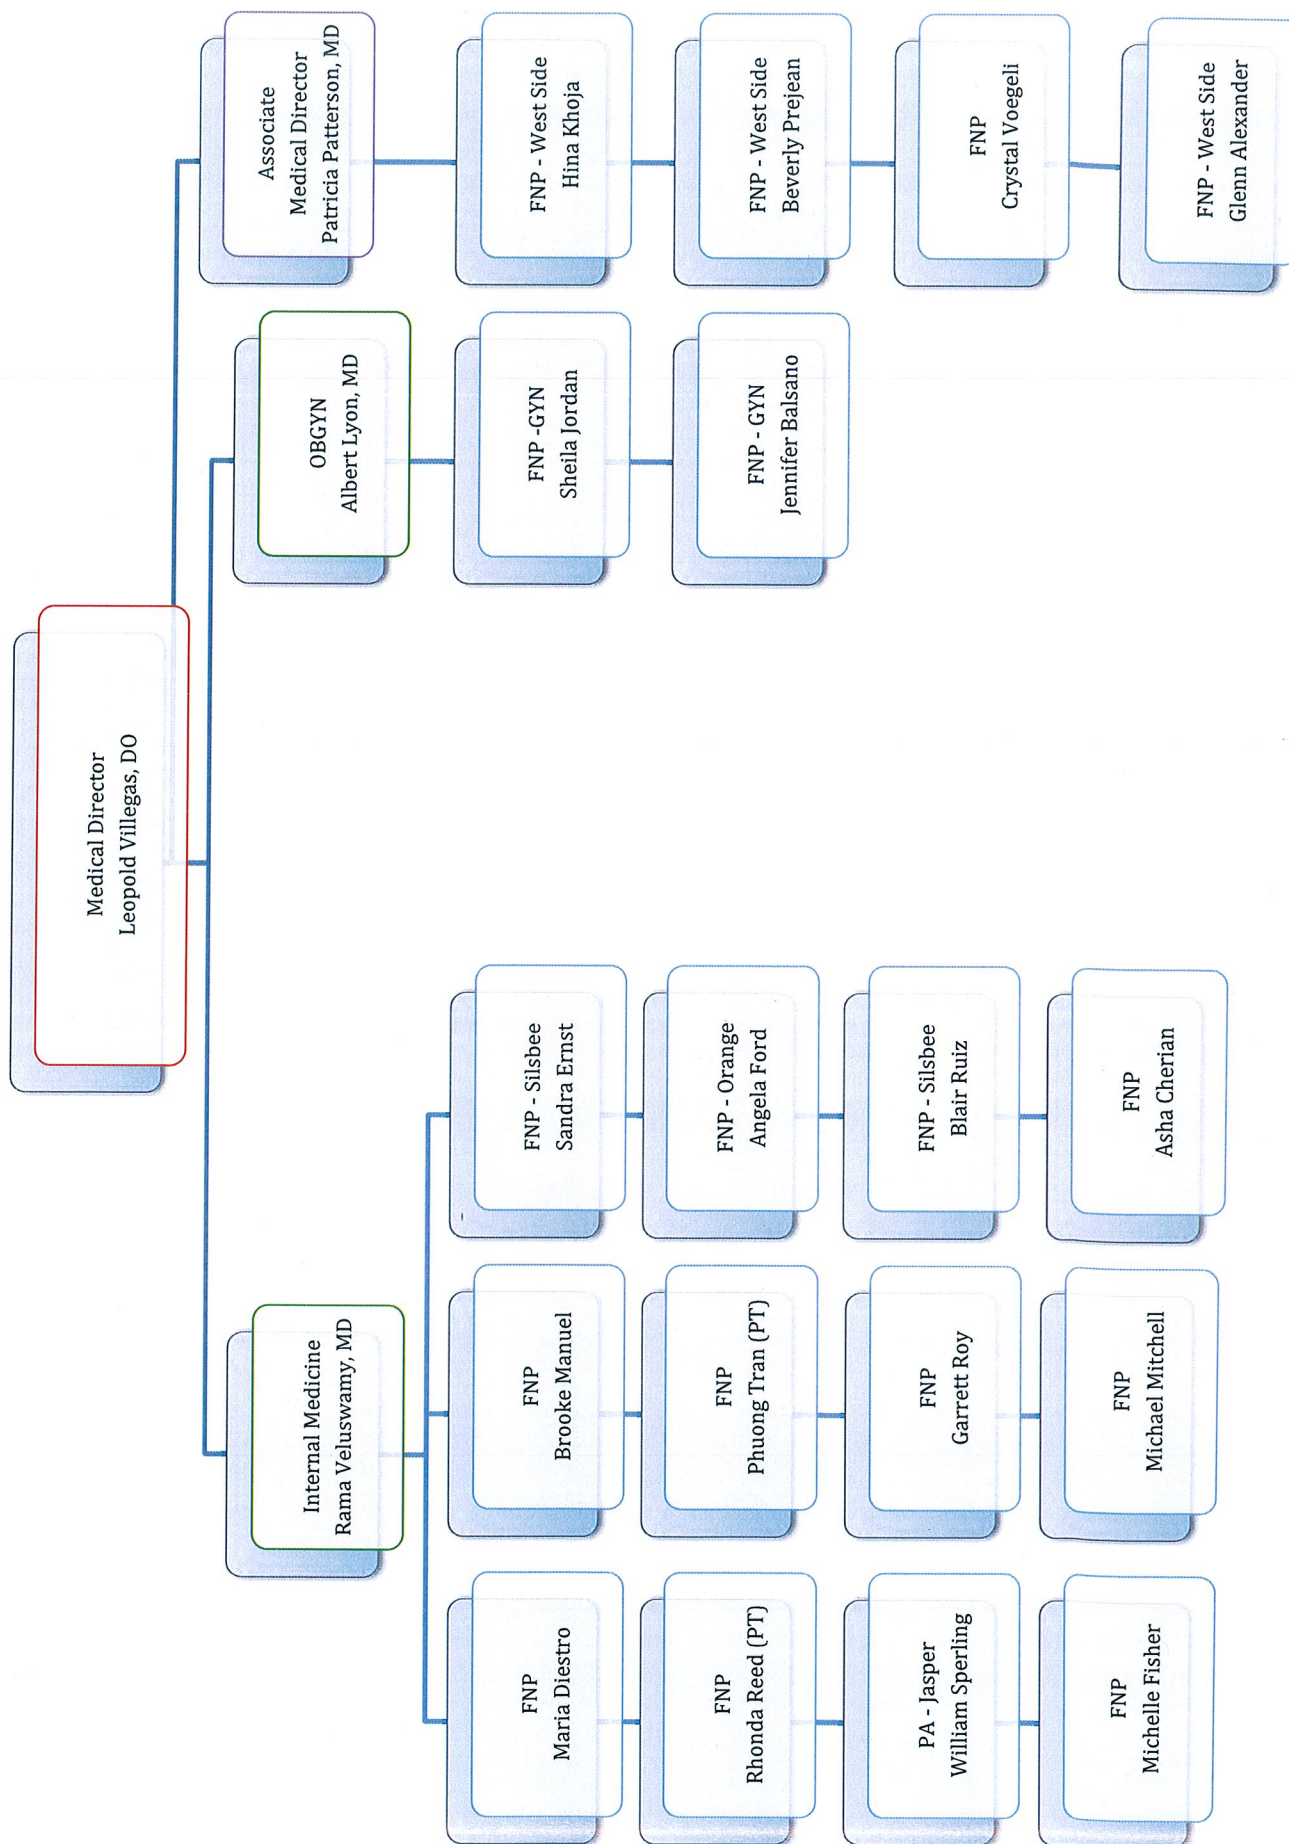 Medical Director
Leopold Villegas, DO
Internal Medicine
Rama Veluswamy, MD
OBGYN
Albert Lyon, MD
Associate
Medical Director
Patricia Patterson, MD
FNP
Maria Diestro
FNP
Rhonda Reed (PT)
PA - Jasper
William Sperling
FNP
Michelle Fisher
FNP
Brooke Manuel
FNP
Phuong Tran (PT)
FNP
Garrett Roy
FNP
Michael Mitchell
FNP - Silsbee
Sandra Ernst
FNP - Orange
Angela Ford
FNP - Silsbee
Blair Ruiz
FNP
Asha Cherian
FNP -GYN
Sheila Jordan
FNP - GYN
Jennifer Balsano
FNP - West Side
Hina Khoja
FNP - West Side
Beverly Prejean
FNP
Crystal Voegeli
FNP - West Side
Glenn Alexander